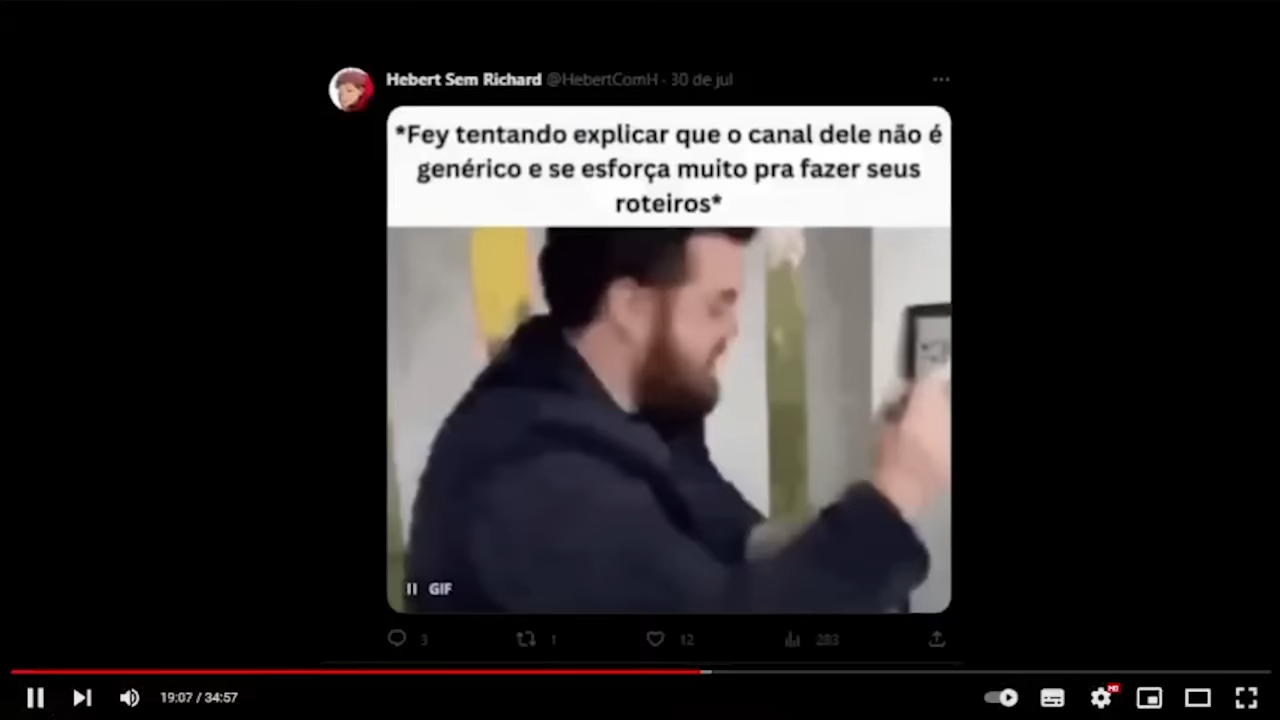 Hebert Sem Richard @HebertComH · 30 de jul
*Fey tentando explicar que o canal dele não é
genérico e se esforça muito pra fazer seus
roteiros*
GIF
3 1 12 283
19:07 / 34:57
HD